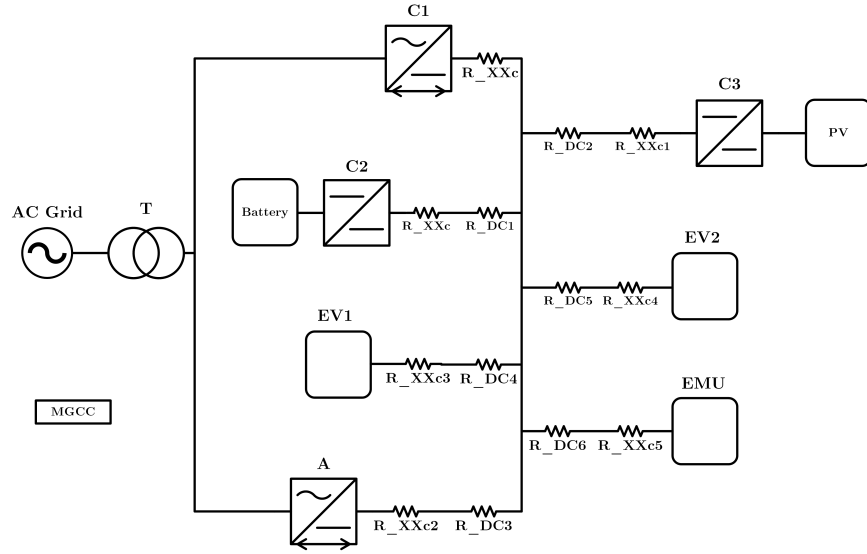 C1
R_XXc
C3
R_DC2
R_XXc1
PV
C2
Battery
R_XXc
R_DC1
AC Grid
T
EV2
R_DC5
R_XXc4
EV1
R_XXc3
R_DC4
EMU
MGCC
R_DC6
R_XXc5
A
R_XXc2
R_DC3